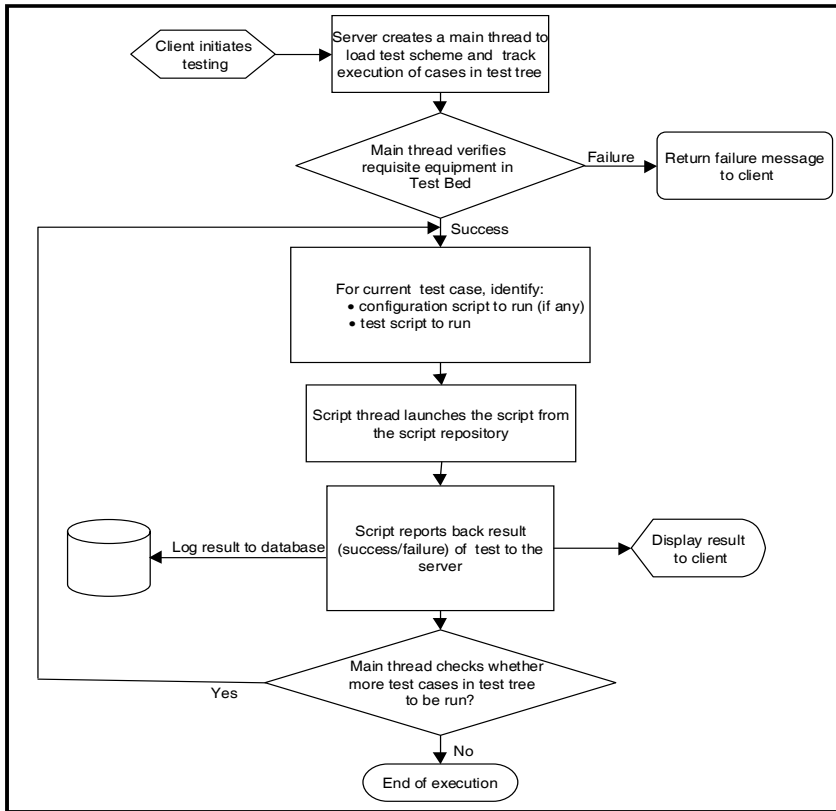 Client initiates
testing
Server creates a main thread to
load test scheme and track
execution of cases in test tree
Main thread verifies
requisite equipment in
Test Bed
Failure
Return failure message
to client
Success
For current test case, identify:
• configuration script to run (if any)
• test script to run
Script thread launches the script from
the script repository
Script reports back result
(success/failure) of test to the
server
Log result to database
Display result
to client
Main thread checks whether
more test cases in test tree
to be run?
Yes
No
End of execution